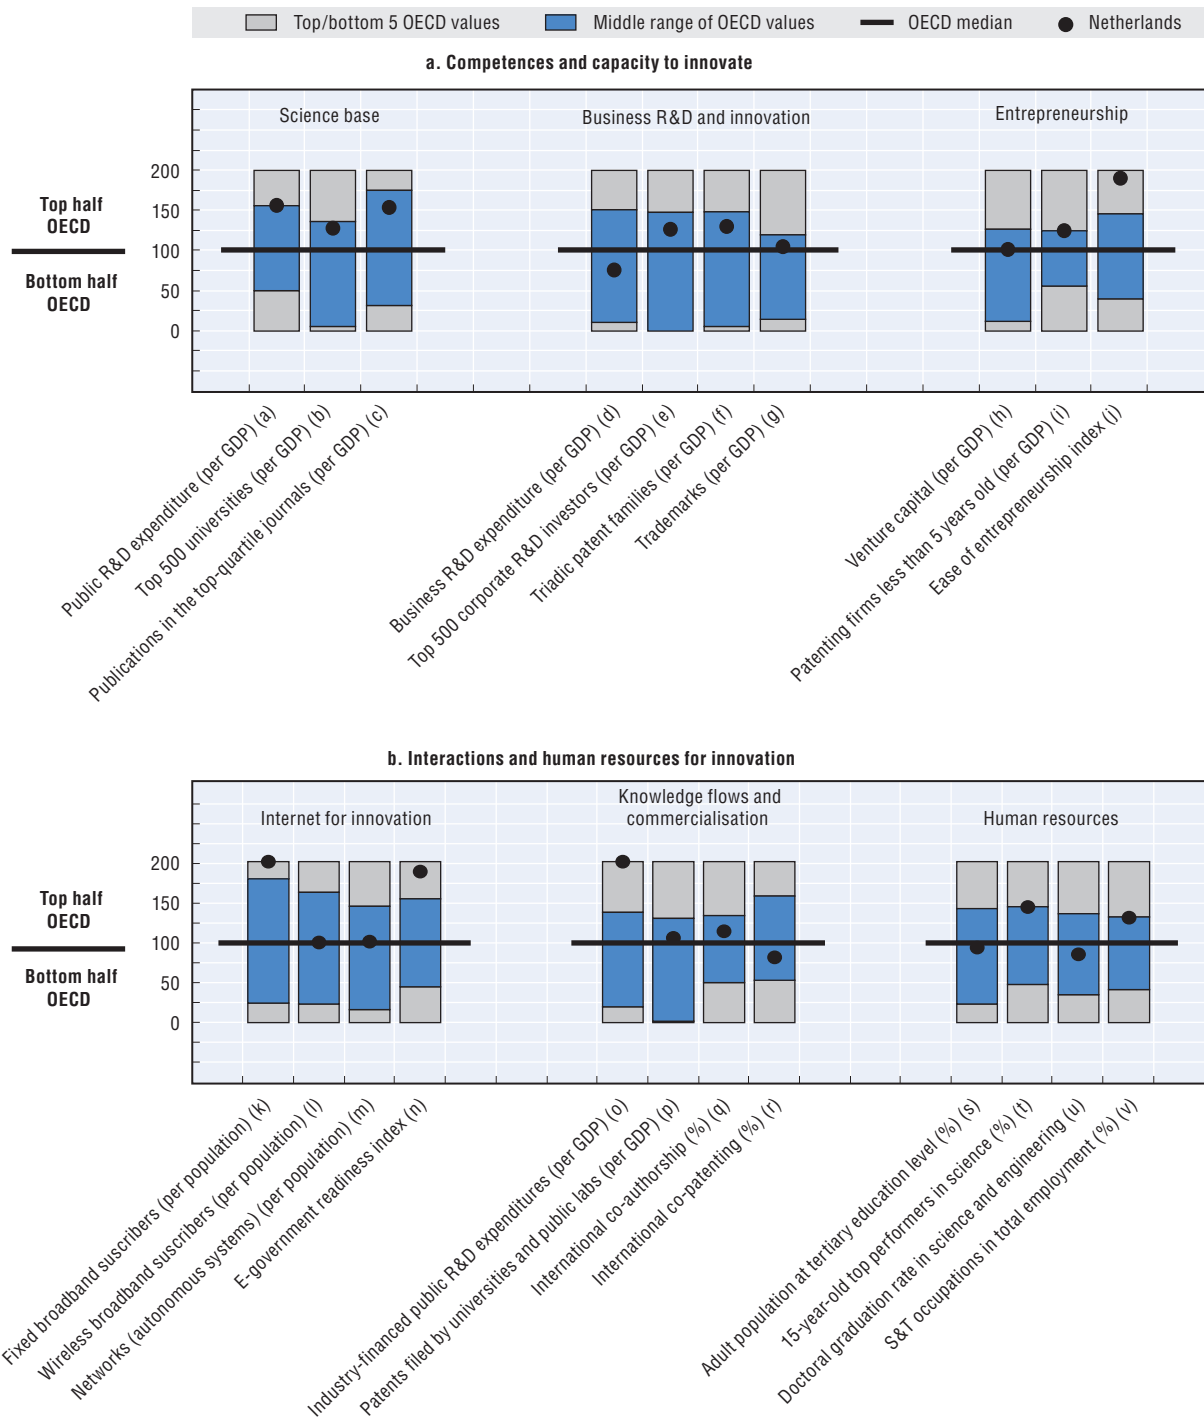 Top/bottom 5 OECD values
Middle range of OECD values
OECD median
Netherlands
a. Competences and capacity to innovate
Science base
Business R&D and innovation
Entrepreneurship
Top half
OECD
Bottom half
OECD
200
150
100
50
0
Public R&D expenditure (per GDP) (a)
Top 500 universities (per GDP) (b)
Publications in the top-quartile journals (per GDP) (c)
Business R&D expenditure (per GDP) (d)
Top 500 corporate R&D investors (per GDP) (e)
Triadic patent families (per GDP) (f)
Trademarks (per GDP) (g)
Venture capital (per GDP) (h)
Patenting firms less than 5 years old (per GDP) (i)
Ease of entrepreneurship index (j)
b. Interactions and human resources for innovation
Internet for innovation
Knowledge flows and
commercialisation
Human resources
Top half
OECD
Bottom half
OECD
200
150
100
50
0
Fixed broadband suscribers (per population) (k)
Wireless broadband suscribers (per population) (l)
Networks (autonomous systems) (per population) (m)
E-government readiness index (n)
Industry-financed public R&D expenditures (per GDP) (o)
Patents filed by universities and public labs (per GDP) (p)
International co-authorship (%) (q)
International co-patenting (%) (r)
Adult population at tertiary education level (%) (s)
15-year-old top performers in science (%) (t)
Doctoral graduation rate in science and engineering (u)
S&T occupations in total employment (%) (v)